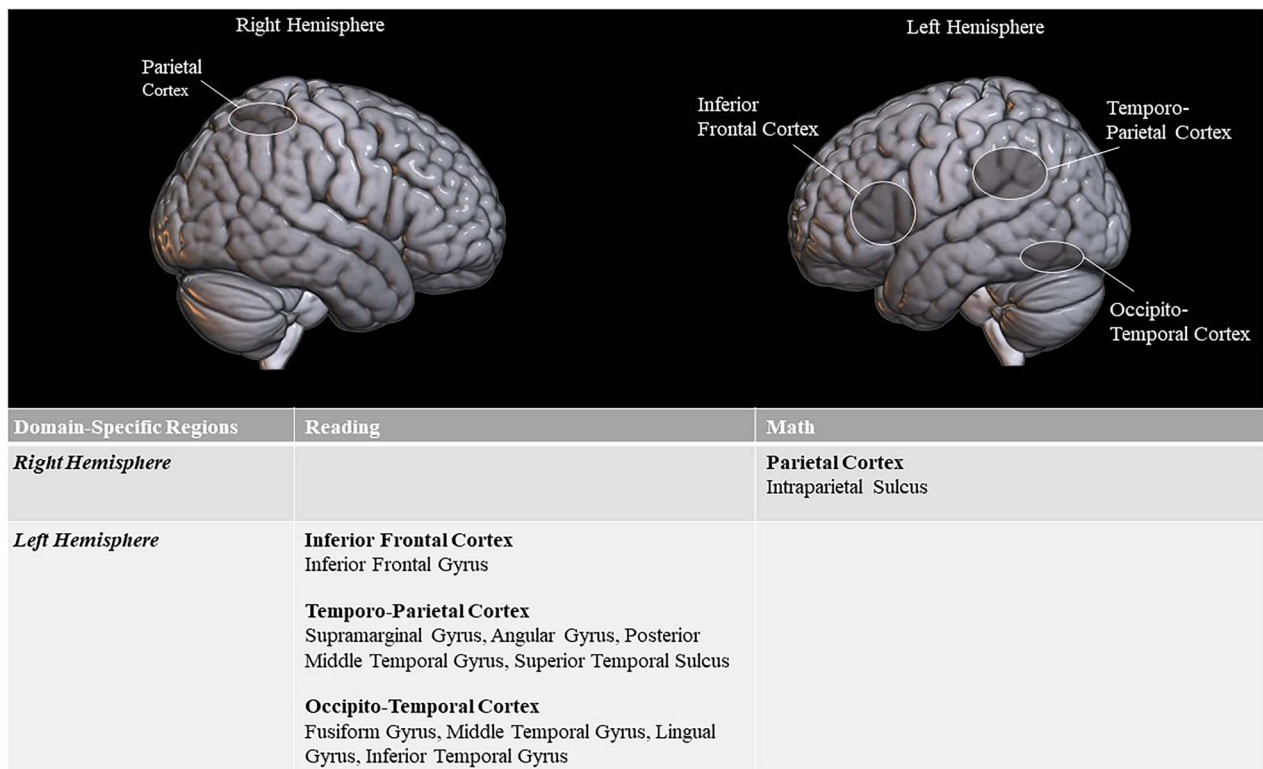 Right Hemisphere
Left Hemisphere
Parietal
Cortex
Inferior
Frontal Cortex
Temporo-
Parietal Cortex
Occipito-
Temporal Cortex
Domain-Specific Regions
Reading
Math
Right Hemisphere
Parietal Cortex
Intraparietal Sulcus
Left Hemisphere
Inferior Frontal Cortex
Inferior Frontal Gyrus
Temporo-Parietal Cortex
Supramarginal Gyrus, Angular Gyrus, Posterior
Middle Temporal Gyrus, Superior Temporal Sulcus
Occipito-Temporal Cortex
Fusiform Gyrus, Middle Temporal Gyrus, Lingual
Gyrus, Inferior Temporal Gyrus